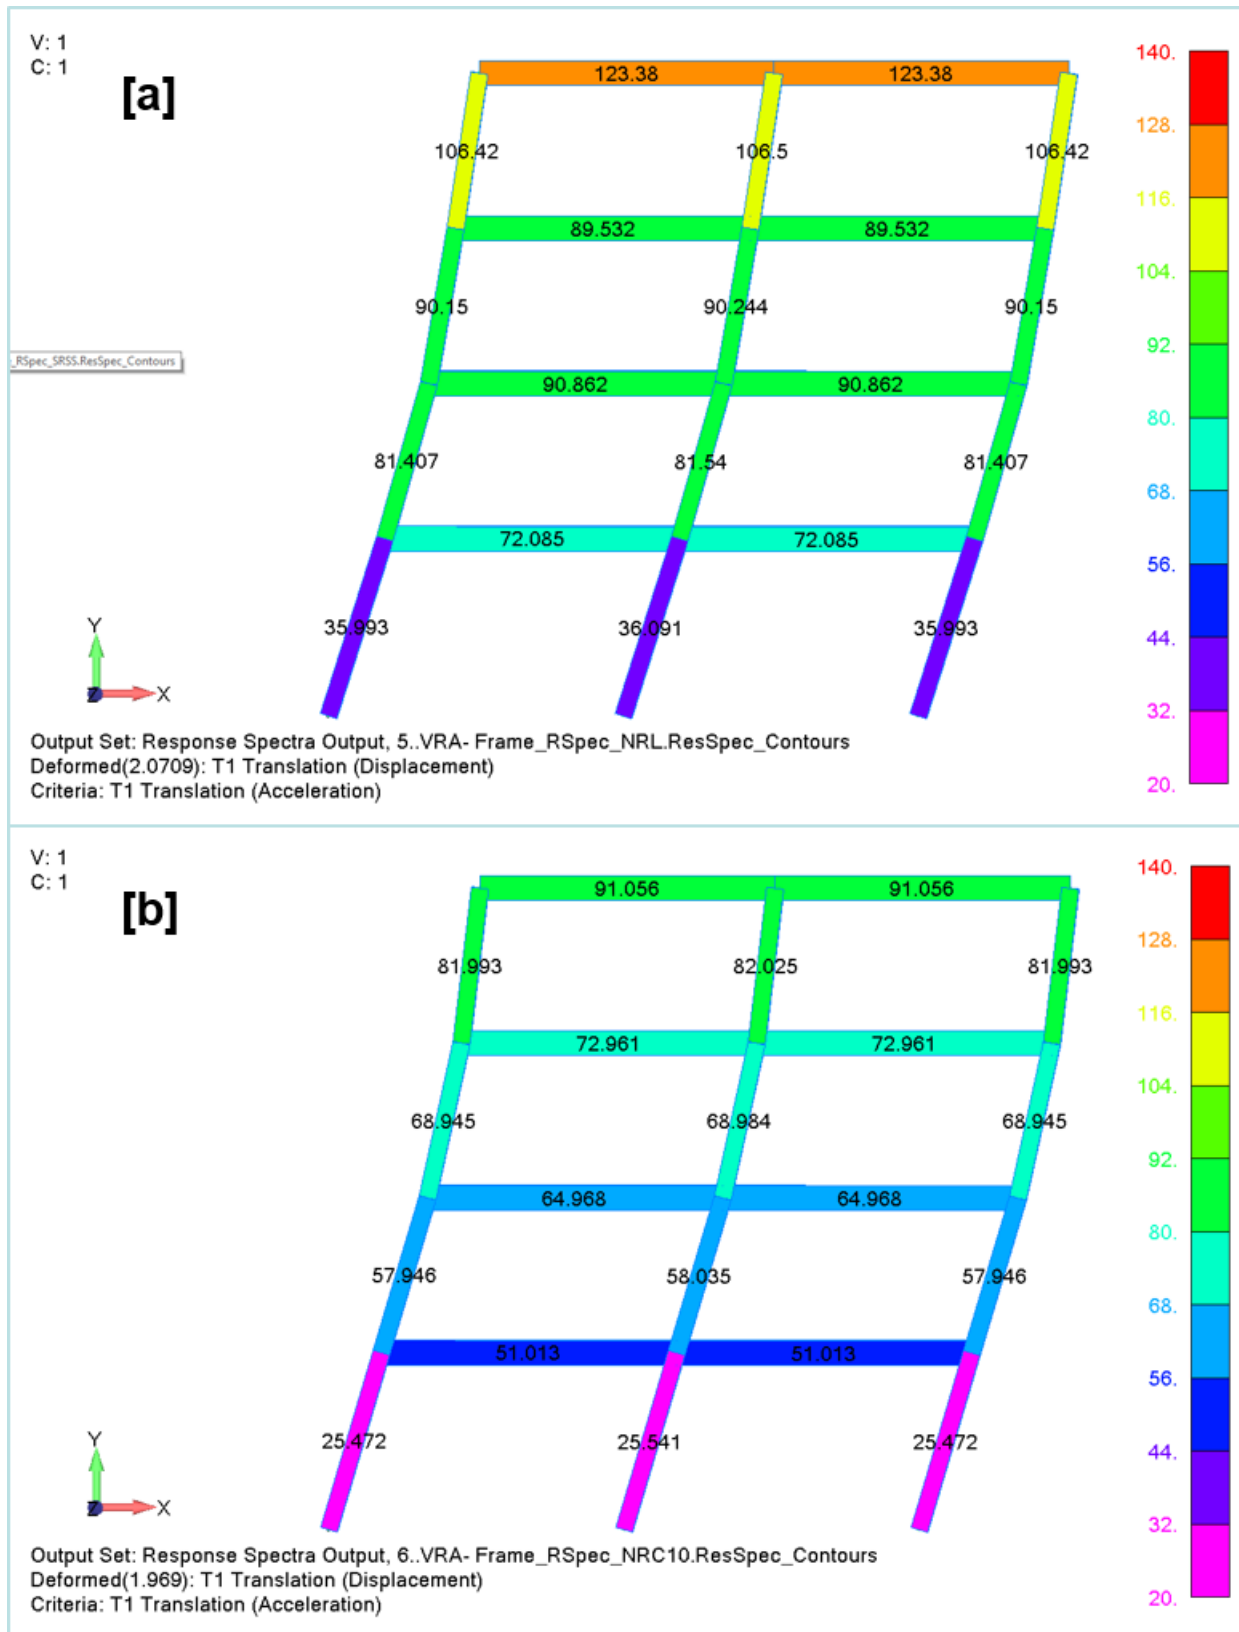 V: 1
C: 1
[a]
140.
128.
116.
104.
92.
80.
68.
56.
44.
32.
20.
123.38 123.38
106.42 106.5 106.42
89.532 89.532
90.15 90.244 90.15
_RSpec_SRSS.ResSpec_Contours
90.862 90.862
81.407 81.54 81.407
72.085 72.085
35.993 36.091 35.993
Y
Z X
Output Set: Response Spectra Output, 5..VRA- Frame_RSpec_NRL.ResSpec_Contours
Deformed(2.0709): T1 Translation (Displacement)
Criteria: T1 Translation (Acceleration)
V: 1
C: 1
[b]
140.
128.
116.
104.
92.
80.
68.
56.
44.
32.
20.
91.056 91.056
81.993 82.025 81.993
72.961 72.961
68.945 68.984 68.945
64.968 64.968
57.946 58.035 57.946
51.013 51.013
25.472 25.541 25.472
Y
Z X
Output Set: Response Spectra Output, 6..VRA- Frame_RSpec_NRC10.ResSpec_Contours
Deformed(1.969): T1 Translation (Displacement)
Criteria: T1 Translation (Acceleration)